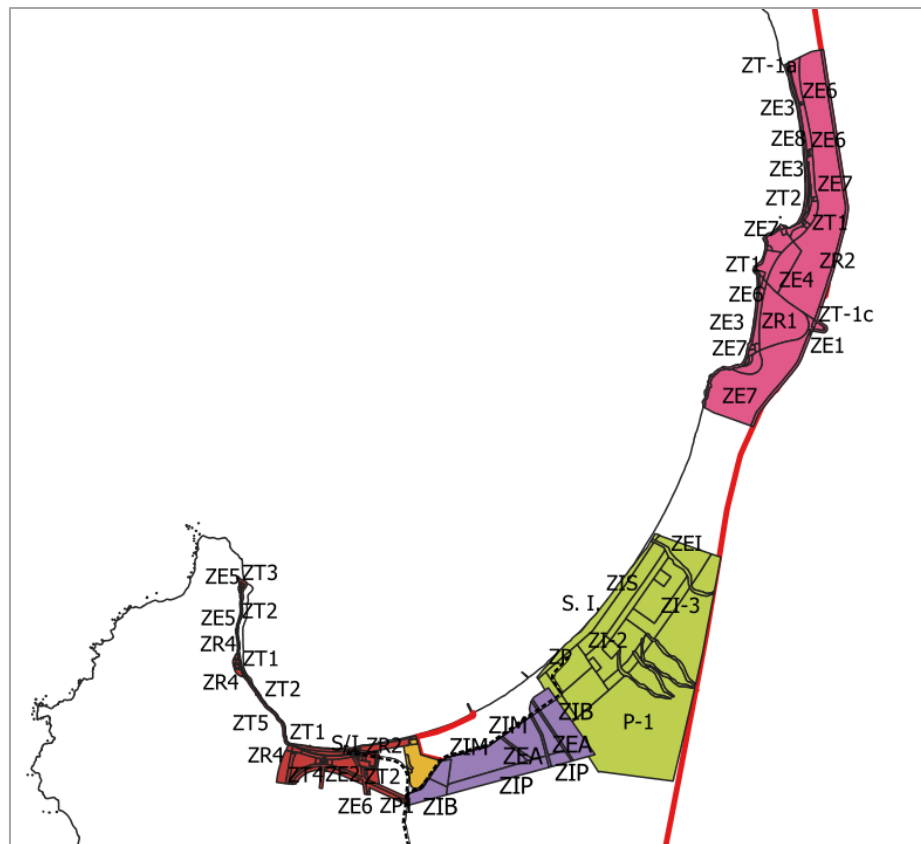 ZT-1a
ZE6
ZE3
ZE8
ZE6
ZE3
ZE7
ZT2
ZE7
ZT1
ZR2
ZT1
ZE4
ZE6
ZT-1c
ZE3
ZR1
ZE1
ZE7
ZE7
ZEI
ZT3
ZE5
ZIS
S. I.
ZI-3
ZT2
ZE5
ZR4
ZI-2
ZT1
ZP
ZR4
ZT2
ZIB
P-1
ZT5
ZIM
ZT1
S/I
ZR2
ZIM
ZEA
ZEA
ZR4
ZT4
ZE2
ZT2
ZIP
ZIP
ZE6
ZP1
ZIB